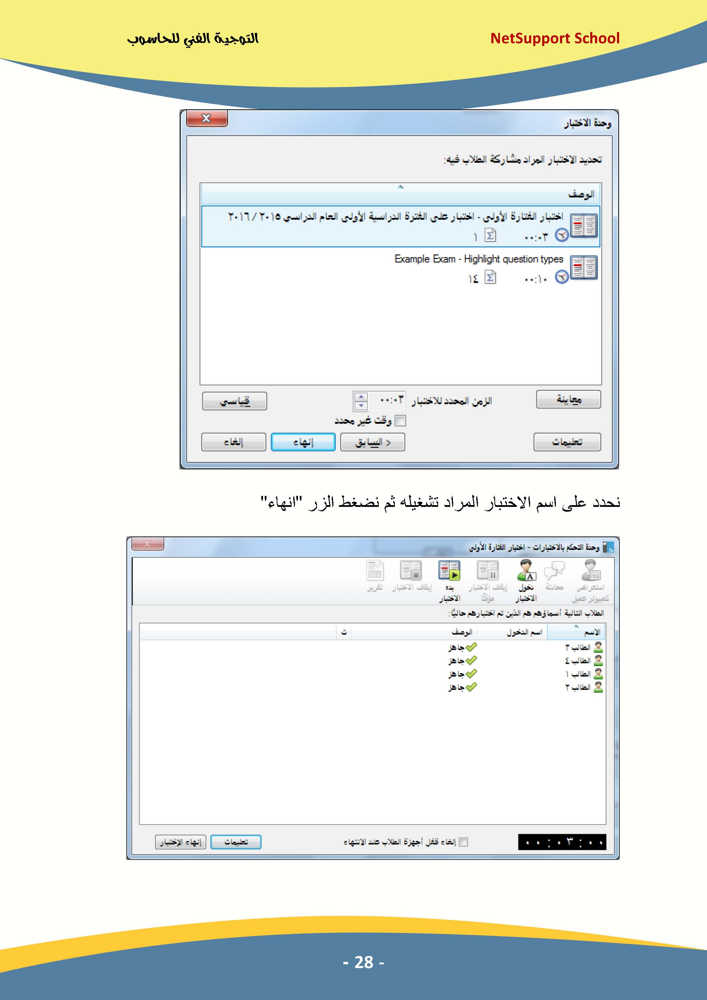 NetSupport School
التوجية الفني للحاسوب
وحدة الاختبار
تحديد الاختبار المراد مشاركة الطلاب فيه:
الوصف
اختبار الفتارة الأولى - اختبار على الفترة الدراسية الأولى العام الدراسي ٢٠١٥ / ٢٠١٦
٠٠:٠٣ ١
Example Exam - Highlight question types
٠٠:١٠ ١٤
معاينة الزمن المحدد للاختبار ٠٠:٠٣ قياسي
وقت غير محدد
تعليمات < السابق إنهاء إلغاء
نحدد على اسم الاختبار المراد تشغيله ثم نضغط الزر "انهاء"
وحدة التحكم بالاختبارات - اختبار الفتارة الأولى
استعراض كمبيوتر عميل محادثة دخول الاختبار إيقاف الاختبار مؤقتًا بدء الاختبار إيقاف الاختبار تقرير
الطلاب التالية أسماؤهم هم الذين تم اختبارهم حاليًا:
الاسم اسم الدخول الوصف ت
الطالب ٣ جاهز
الطالب ٤ جاهز
الطالب ١ جاهز
الطالب ٢ جاهز
٠٠:٠٣:٠٠ إلغاء قفل أجهزة الطلاب عند الانتهاء تعليمات إنهاء الإختبار
- 28 -